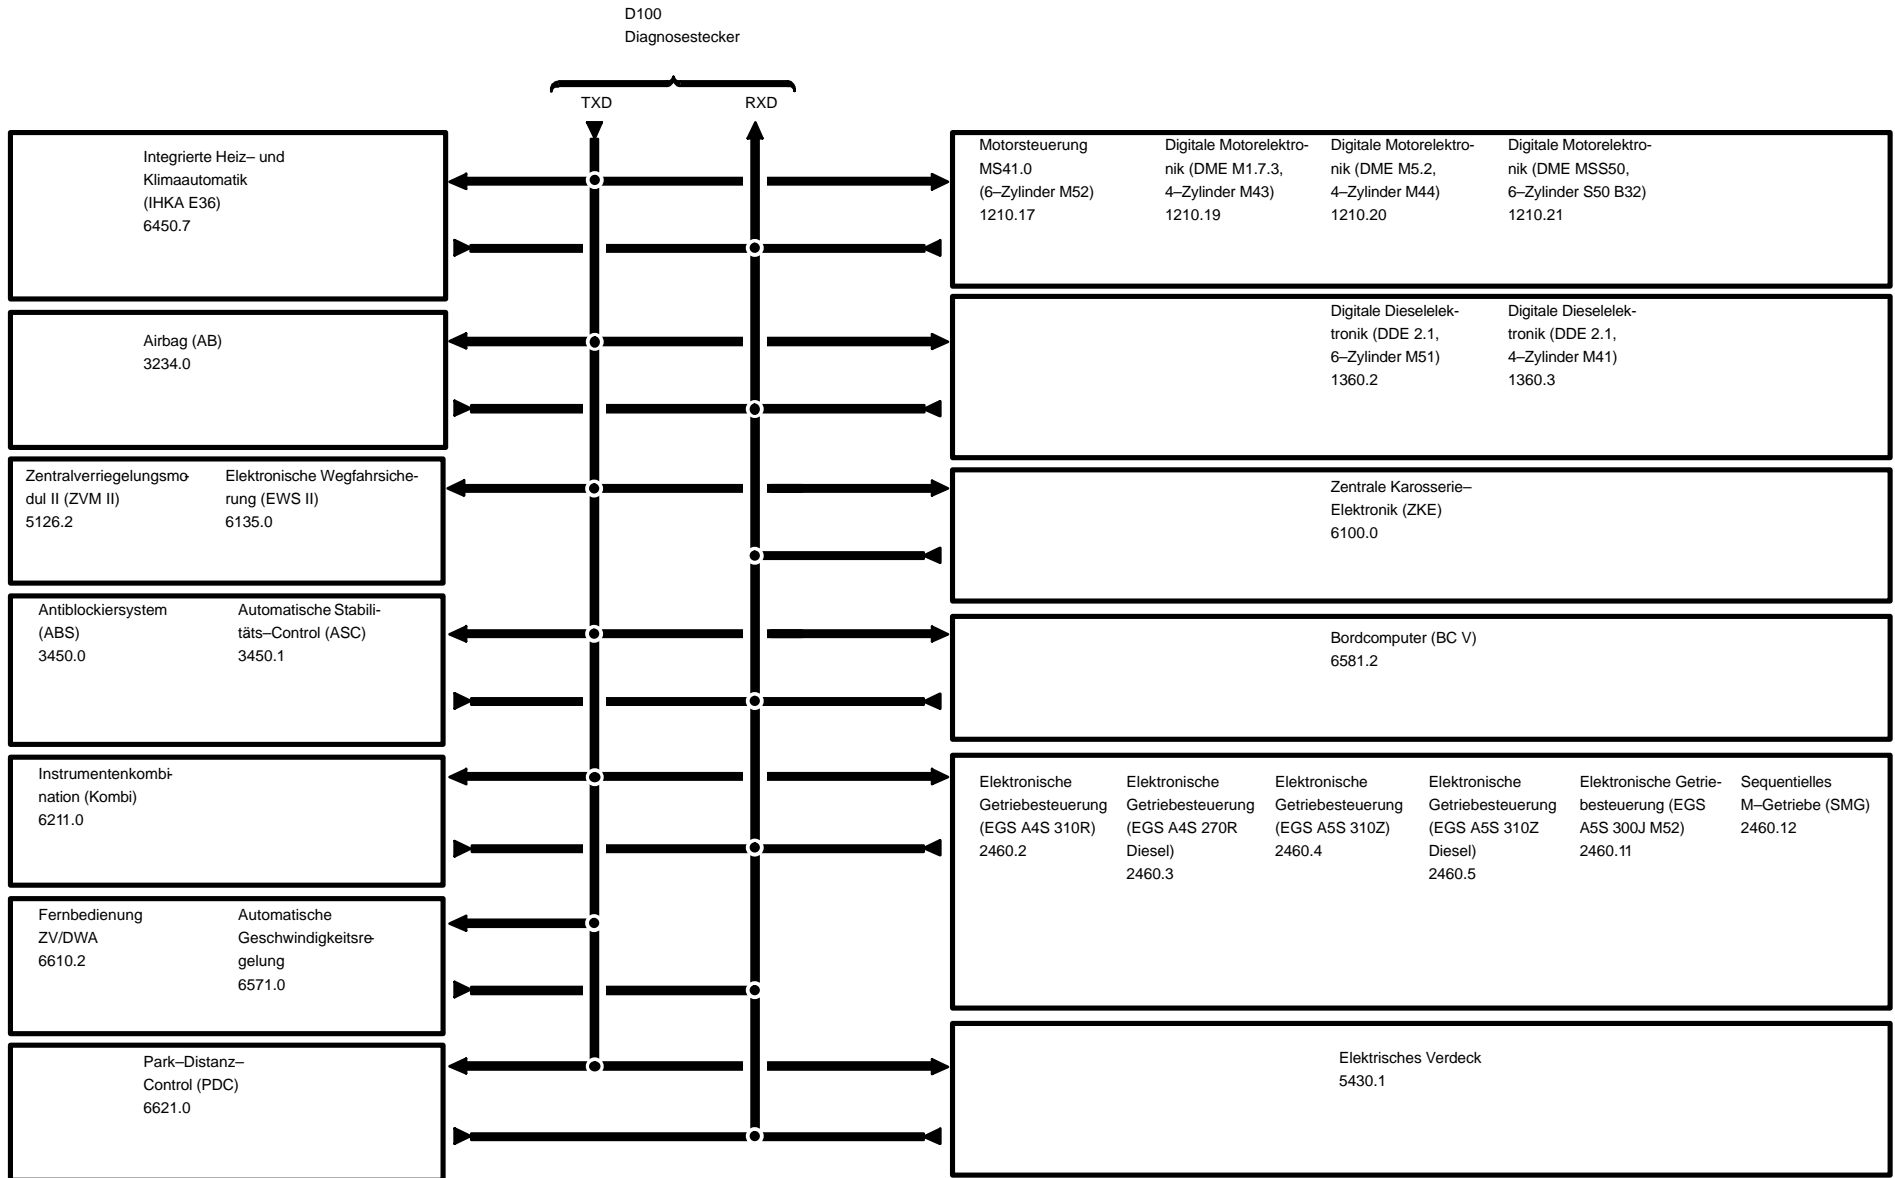 D100
Diagnosestecker
TXD
RXD
Integrierte Heiz– und
Klimaautomatik
(IHKA E36)
6450.7
Airbag (AB)
3234.0
Zentralverriegelungsmo-
dul II (ZVM II)
5126.2
Elektronische Wegfahrsiche-
rung (EWS II)
6135.0
Antiblockiersystem
(ABS)
3450.0
Automatische Stabili-
täts–Control (ASC)
3450.1
Instrumentenkombi-
nation (Kombi)
6211.0
Fernbedienung
ZV/DWA
6610.2
Automatische
Geschwindigkeitsre-
gelung
6571.0
Park–Distanz–
Control (PDC)
6621.0
Motorsteuerung
MS41.0
(6–Zylinder M52)
1210.17
Digitale Motorelektro-
nik (DME M1.7.3,
4–Zylinder M43)
1210.19
Digitale Motorelektro-
nik (DME M5.2,
4–Zylinder M44)
1210.20
Digitale Motorelektro-
nik (DME MSS50,
6–Zylinder S50 B32)
1210.21
Digitale Dieselelek-
tronik (DDE 2.1,
6–Zylinder M51)
1360.2
Digitale Dieselelek-
tronik (DDE 2.1,
4–Zylinder M41)
1360.3
Zentrale Karosserie–
Elektronik (ZKE)
6100.0
Bordcomputer (BC V)
6581.2
Elektronische
Getriebesteuerung
(EGS A4S 310R)
2460.2
Elektronische
Getriebesteuerung
(EGS A4S 270R
Diesel)
2460.3
Elektronische
Getriebesteuerung
(EGS A5S 310Z)
2460.4
Elektronische
Getriebesteuerung
(EGS A5S 310Z
Diesel)
2460.5
Elektronische Getrie-
besteuerung (EGS
A5S 300J M52)
2460.11
Sequentielles
M–Getriebe (SMG)
2460.12
Elektrisches Verdeck
5430.1